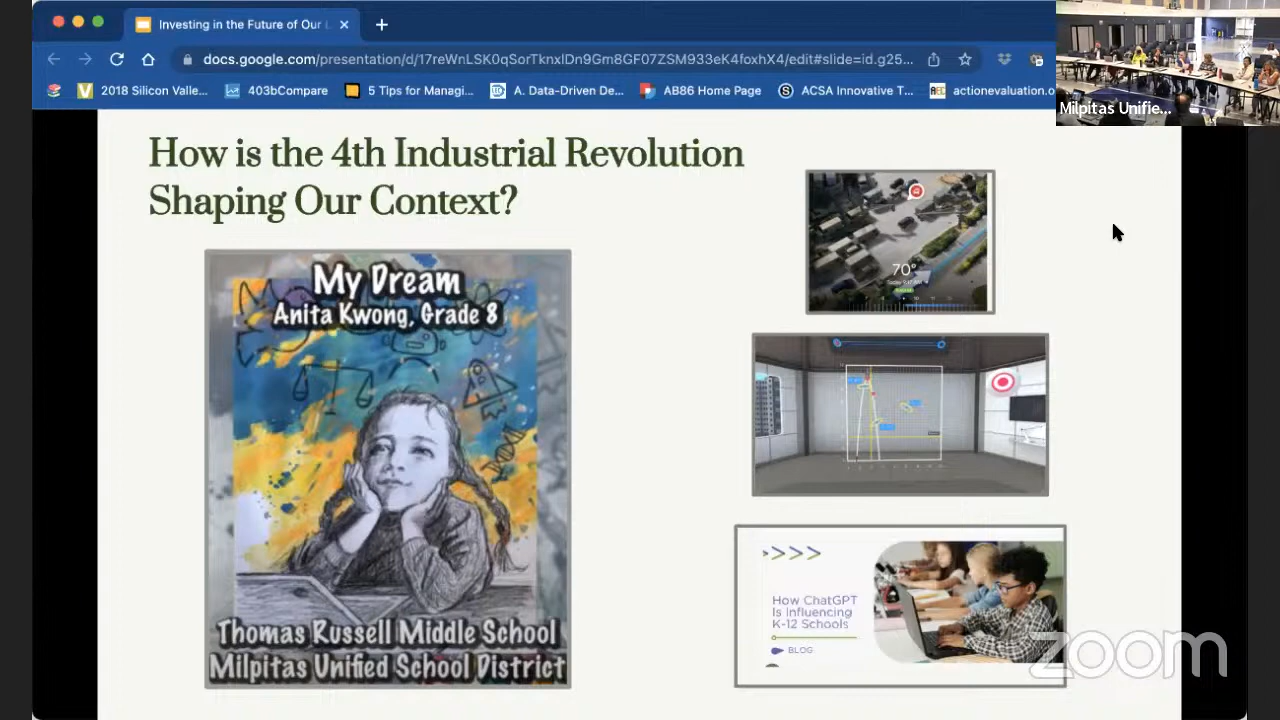 Investing in the Future of Our L
docs.google.com/presentation/d/17reWnLSK0qSorTknxlDn9Gm8GF07ZSM933eK4foxhX4/edit#slide=id.g25...
2018 Silicon Valle...
403bCompare
5 Tips for Managi...
A. Data-Driven De...
AB86 Home Page
ACSA Innovative T...
actionevaluation.o
Milpitas Unifie...
How is the 4th Industrial Revolution
Shaping Our Context?
My Dream
Anita Kwong, Grade 8
Thomas Russell Middle School
Milpitas Unified School District
70°
How ChatGPT
Is Influencing
K-12 Schools
BLOG
zoom